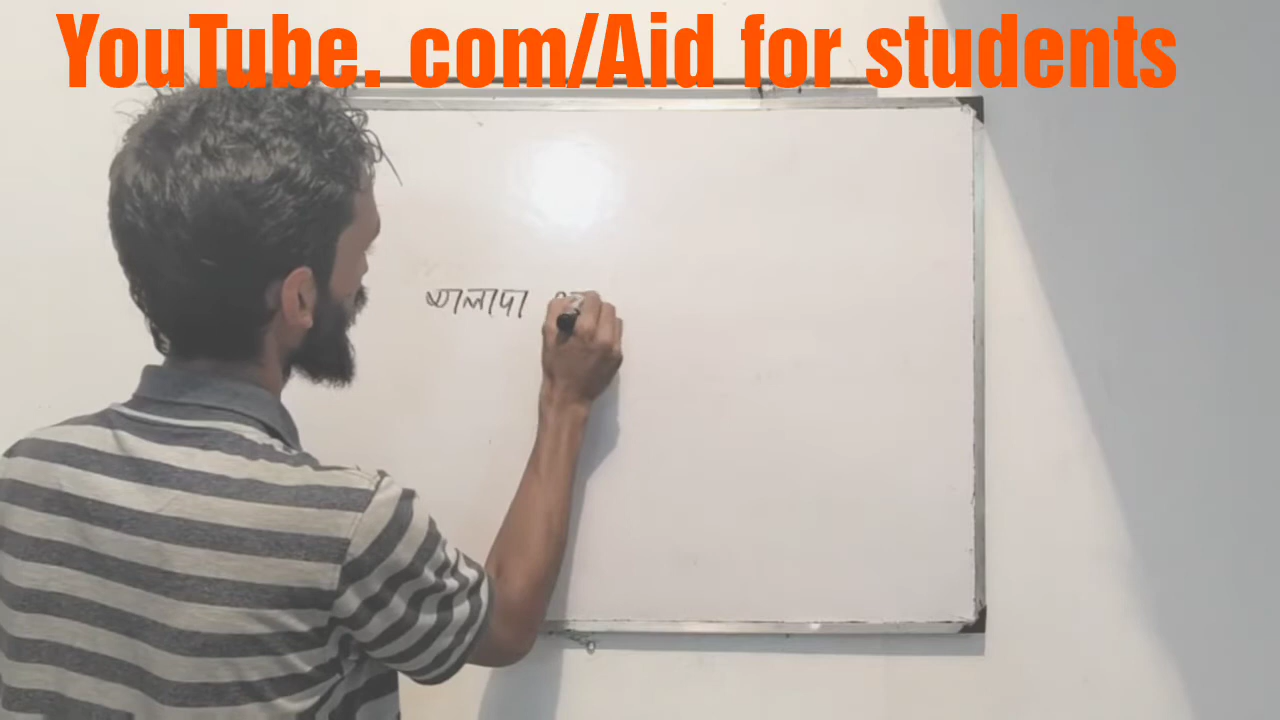 YouTube. com/Aid for students
আলাদা